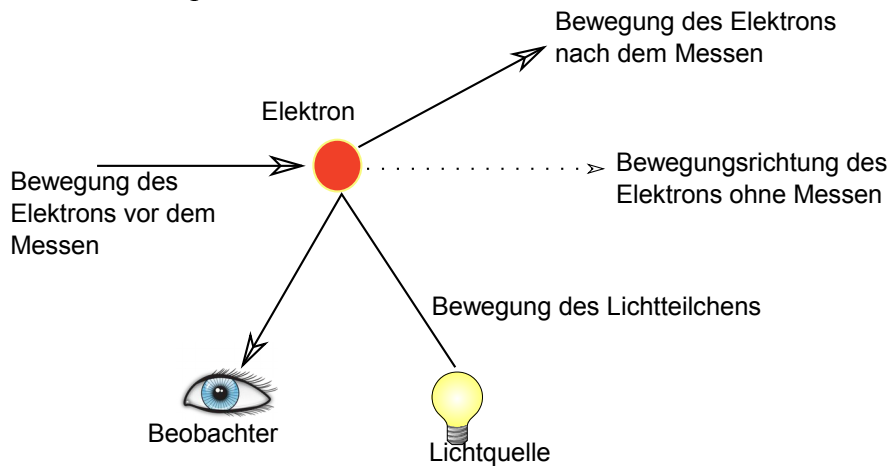 Bewegung des Elektrons
nach dem Messen
Elektron
Bewegung des
Elektrons vor dem
Messen
Bewegungsrichtung des
Elektrons ohne Messen
Bewegung des Lichtteilchens
Beobachter
Lichtquelle